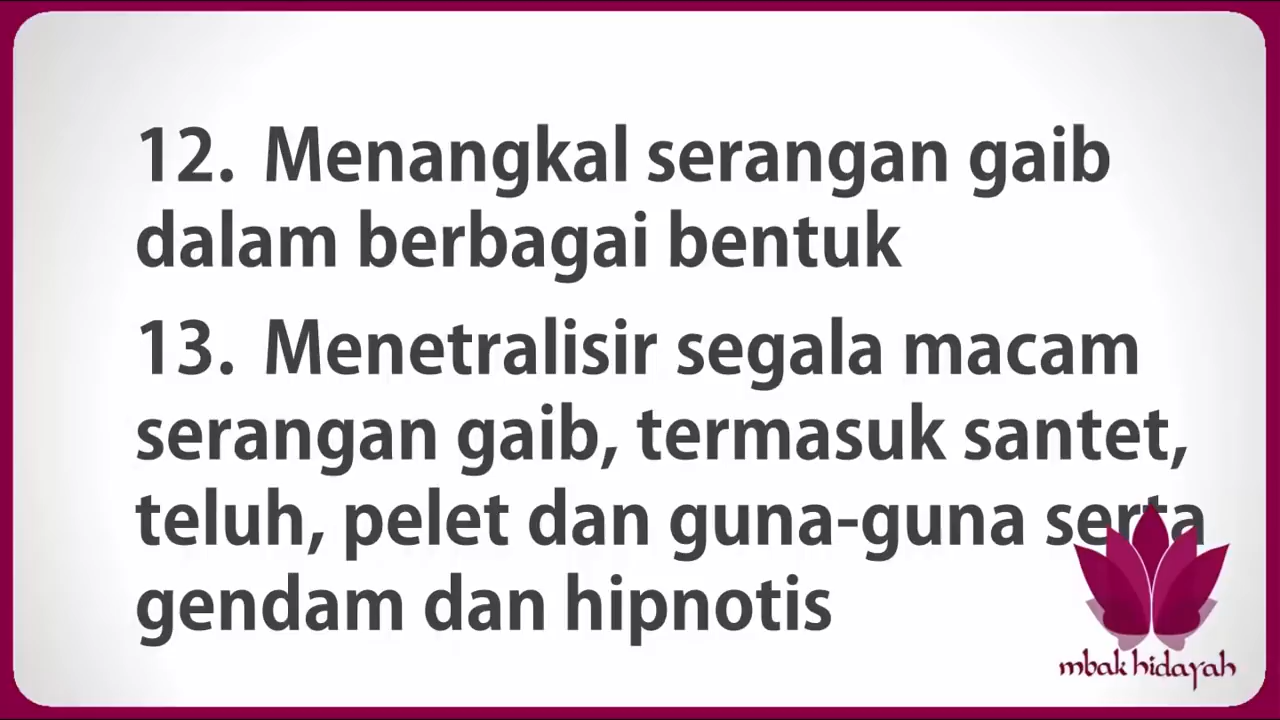 12. Menangkal serangan gaib
dalam berbagai bentuk
13. Menetralisir segala macam
serangan gaib, termasuk santet,
teluh, pelet dan guna-guna serta
gendam dan hipnotis
mbak hidayah